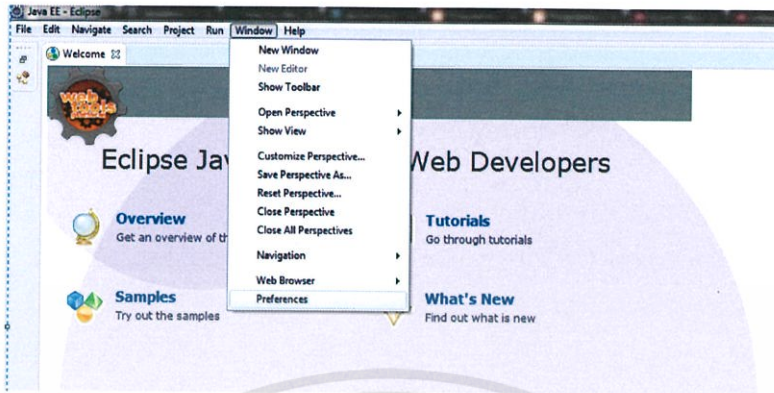 Java EE - Eclipse
File Edit Navigate Search Project Run Window Help
Welcome
New Window
New Editor
Show Toolbar
Open Perspective
Show View
Customize Perspective...
Save Perspective As...
Reset Perspective...
Close Perspective
Close All Perspectives
Navigation
Web Browser
Preferences
web
tools
Eclipse Jav Web Developers
Overview
Get an overview of th
Tutorials
Go through tutorials
Samples
Try out the samples
What's New
Find out what is new